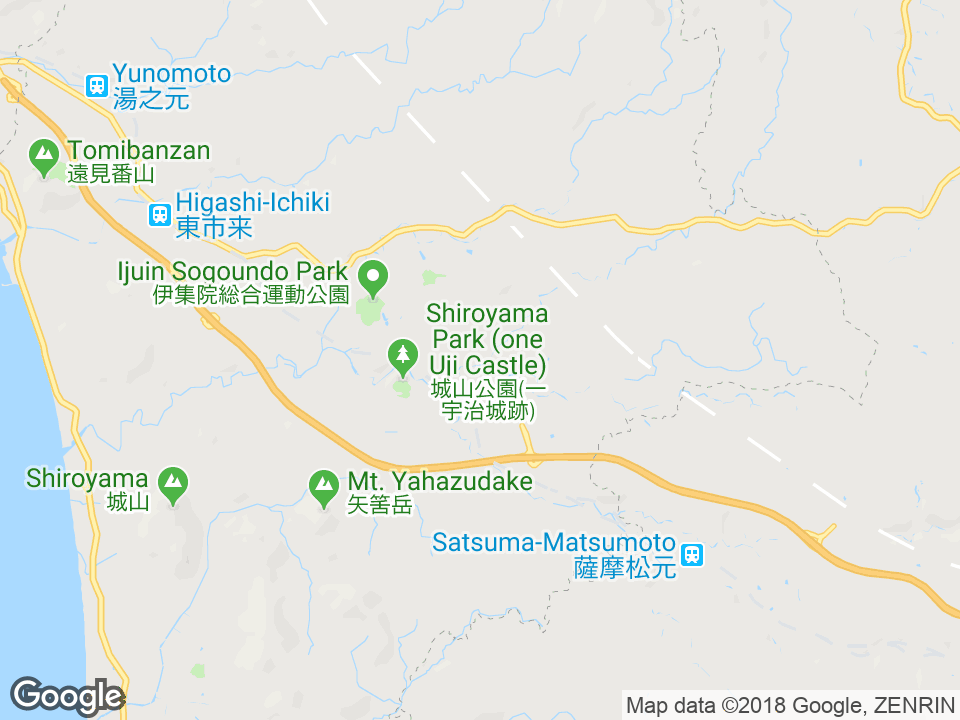 Yunomoto
湯之元
Tomibanzan
遠見番山
Higashi-Ichiki
東市来
Ijuin Sogoundo Park
伊集院総合運動公園
Shiroyama
Park (one
Uji Castle)
城山公園(一
宇治城跡)
Shiroyama
城山
Mt. Yahazudake
矢筈岳
Satsuma-Matsumoto
薩摩松元
Google
Map data ©2018 Google, ZENRIN